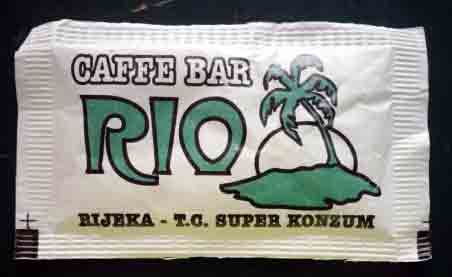 CAFFE BAR
RIO
RIJEKA - T.C. SUPER KONZUM